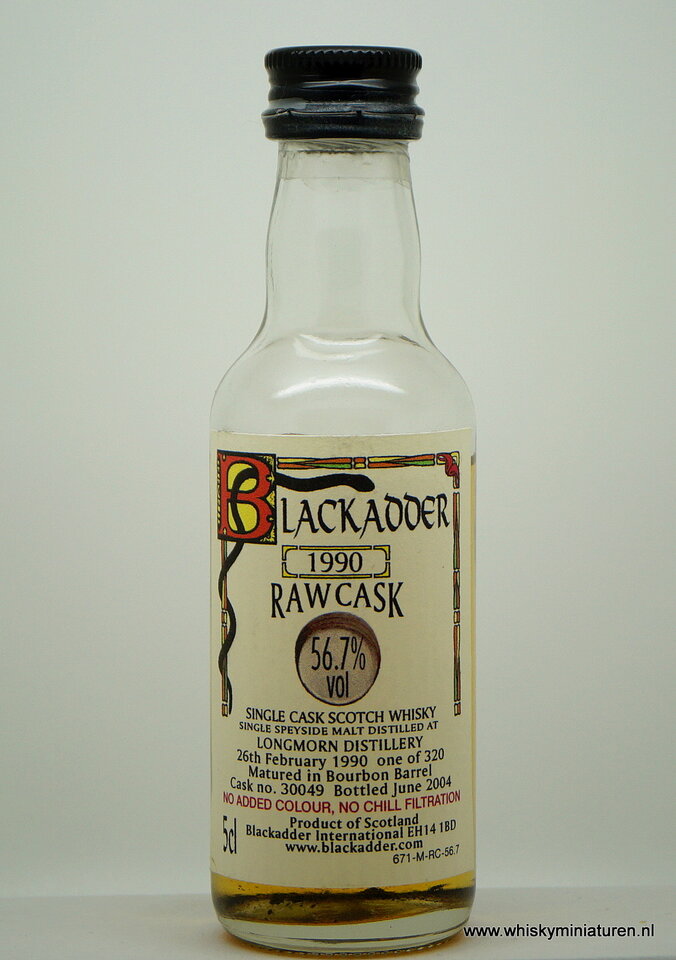 BLACKADDER
1990
RAW CASK
56.7%
vol
SINGLE CASK SCOTCH WHISKY
SINGLE SPEYSIDE MALT DISTILLED AT
LONGMORN DISTILLERY
26th February 1990 one of 320
Matured in Bourbon Barrel
Cask no. 30049 Bottled June 2004
NO ADDED COLOUR, NO CHILL FILTRATION
Product of Scotland
5cl Blackadder International EH14 1BD
www.blackadder.com
671-M-RC-56.7
www.whiskyminiaturen.nl